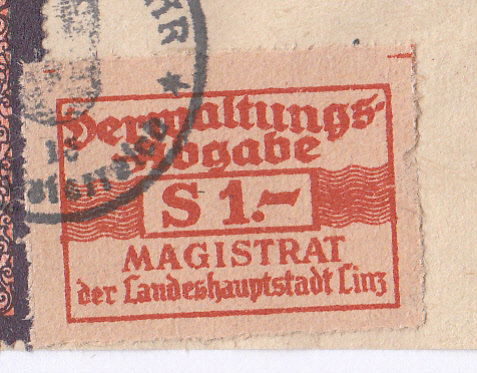 Verwaltungs-
abgabe
S 1.–
MAGISTRAT
der Landeshauptstadt Linz